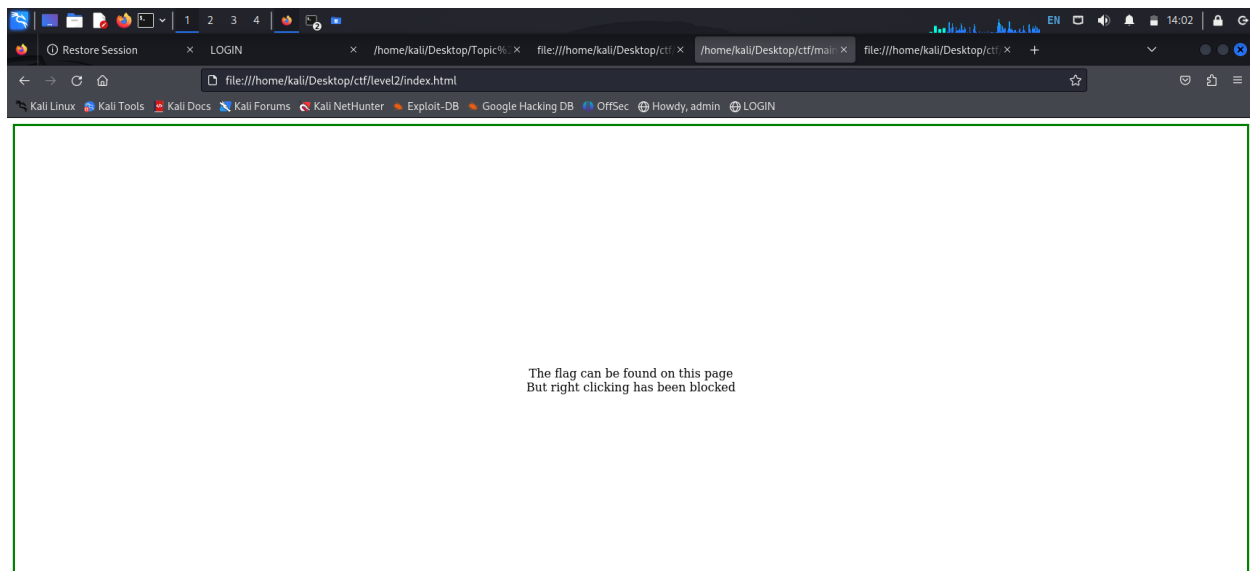 1 2 3 4
2
EN
14:02
Restore Session
LOGIN
/home/kali/Desktop/Topic%
file:///home/kali/Desktop/ctf
/home/kali/Desktop/ctf/main
file:///home/kali/Desktop/ctf/
file:///home/kali/Desktop/ctf/level2/index.html
Kali Linux Kali Tools Kali Docs Kali Forums Kali NetHunter Exploit-DB Google Hacking DB OffSec Howdy, admin LOGIN
The flag can be found on this page
But right clicking has been blocked